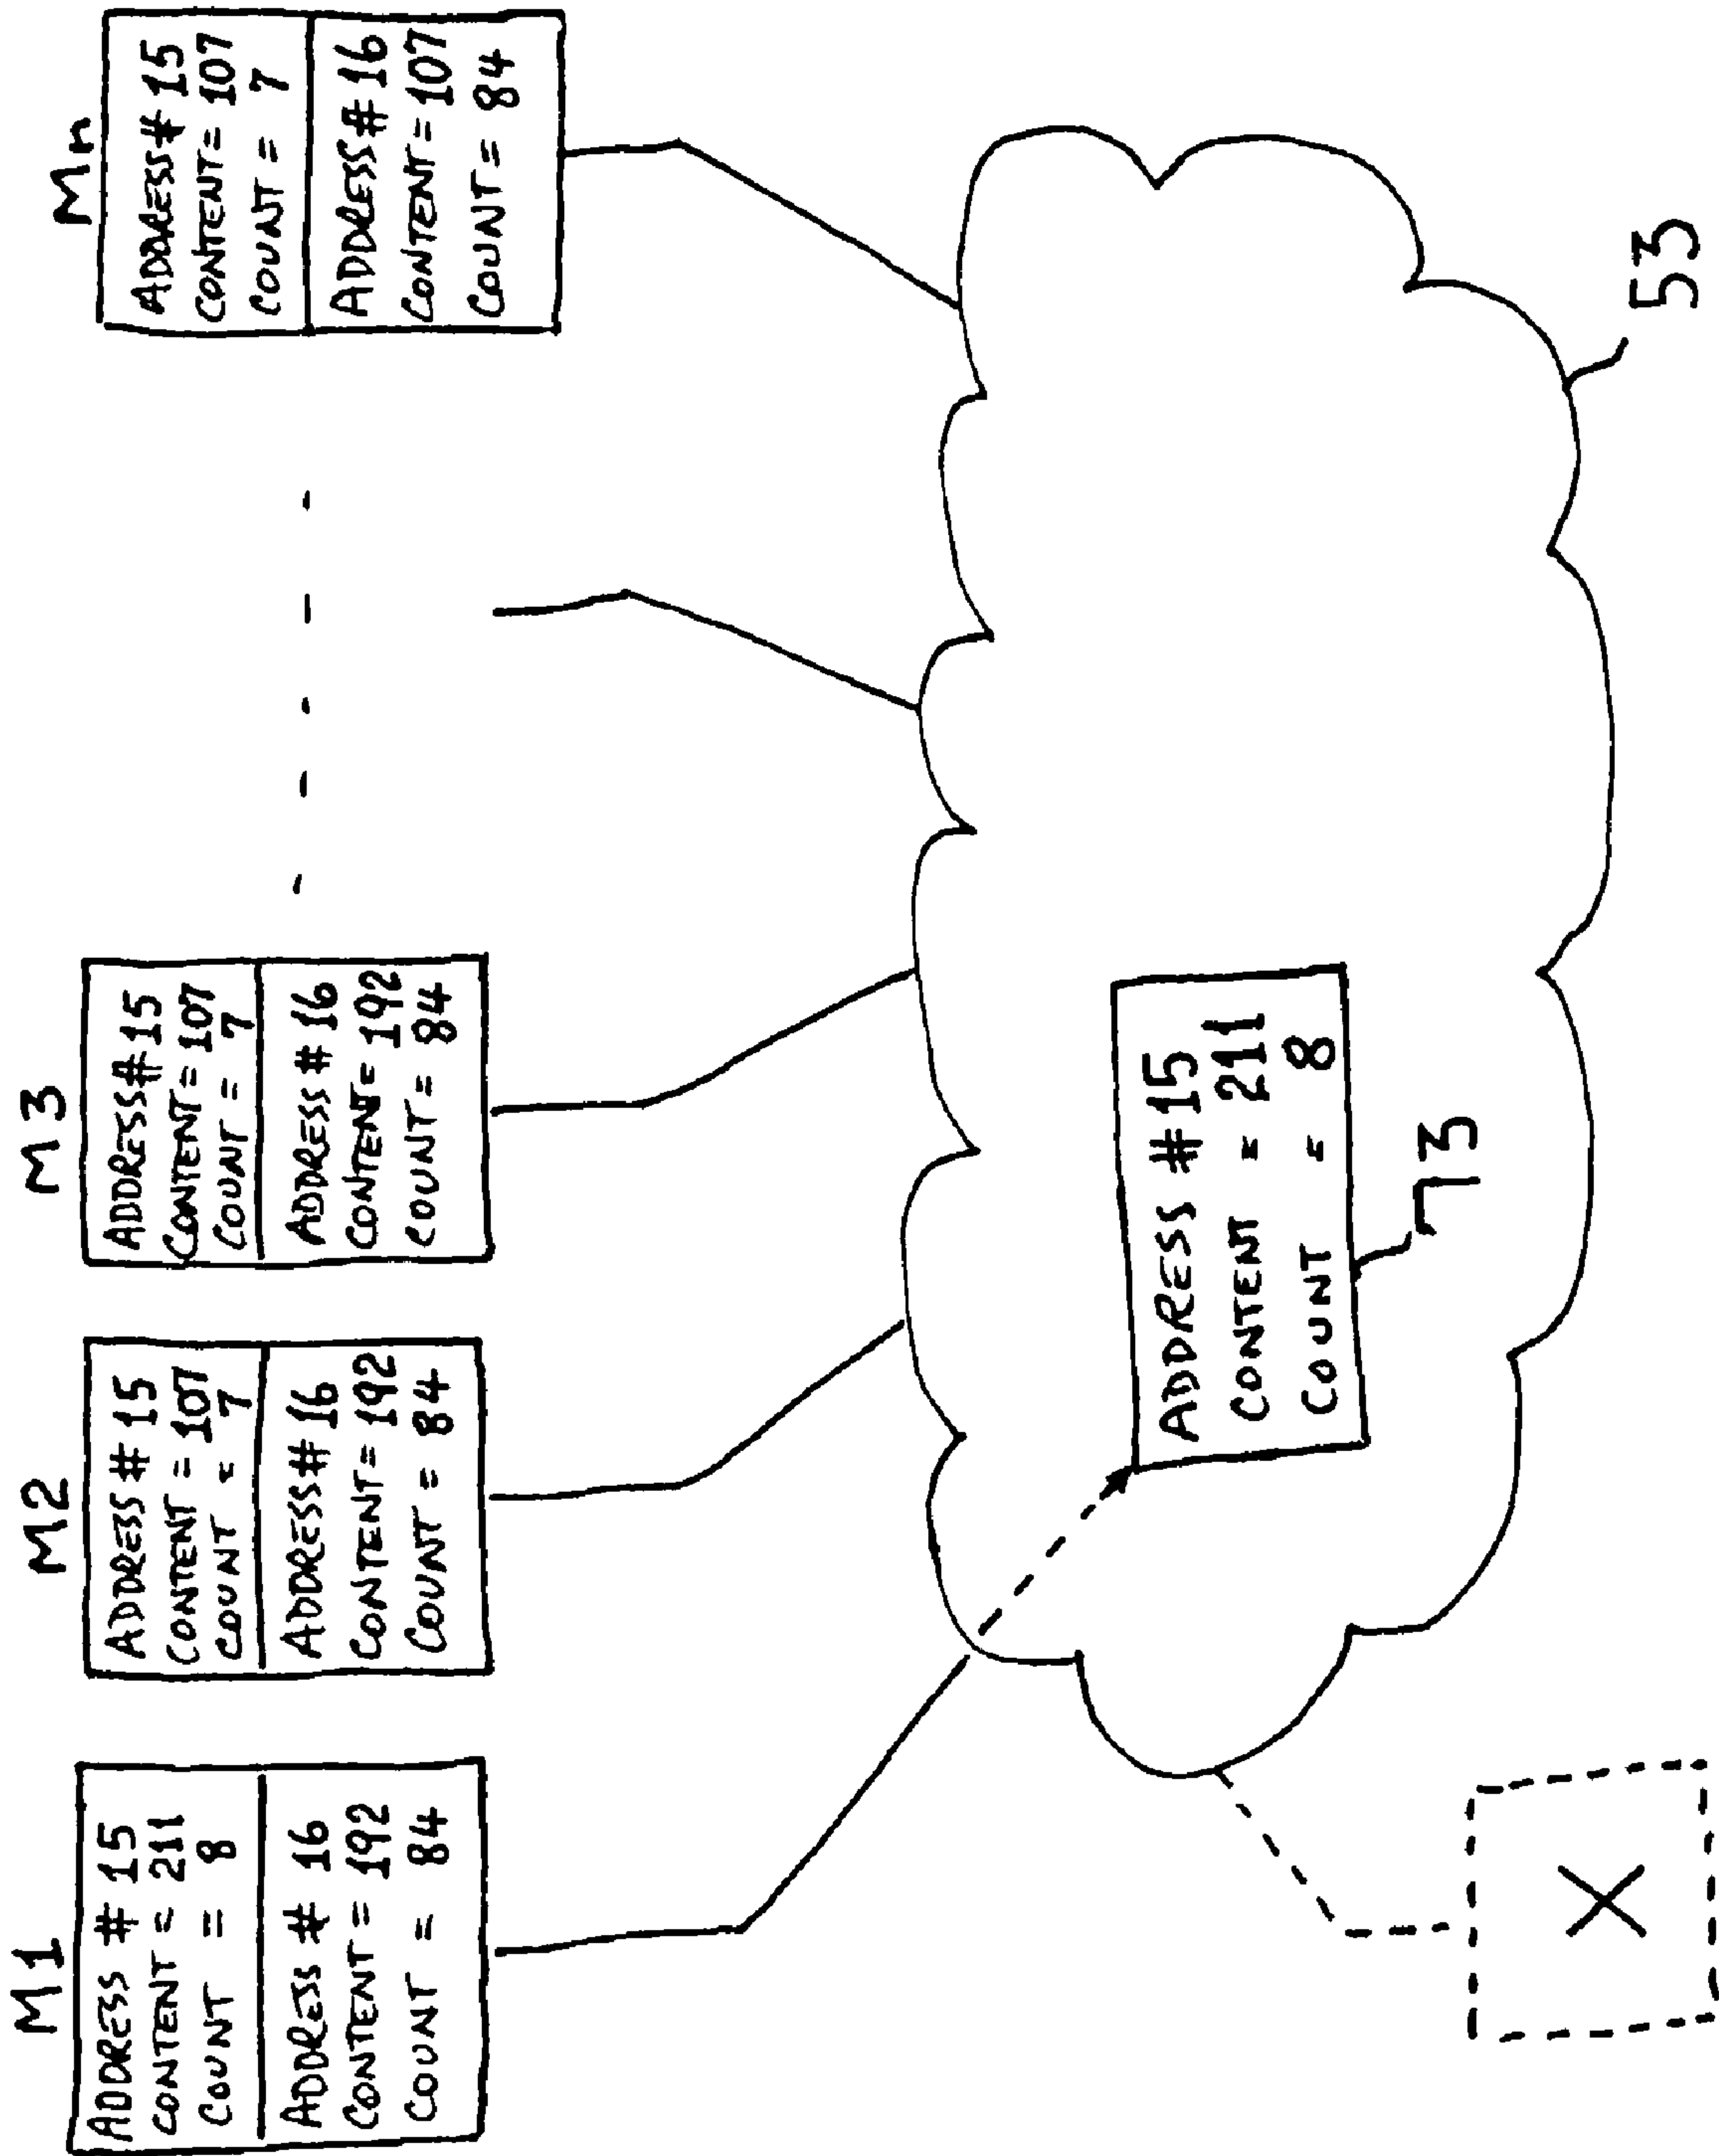 M1
ADDRESS # 15
CONTENT = 211
COUNT = 8
ADDRESS # 16
CONTENT = 192
COUNT = 84
M2
ADDRESS # 15
CONTENT = 107
COUNT = 7
ADDRESS # 16
CONTENT = 192
COUNT = 84
M3
ADDRESS # 15
CONTENT = 107
COUNT = 7
ADDRESS # 16
CONTENT = 192
COUNT = 84
Mn
ADDRESS # 15
CONTENT = 107
COUNT = 7
ADDRESS # 16
CONTENT = 107
COUNT = 84
ADDRESS #15
CONTENT = 211
COUNT = 8
73
53
X